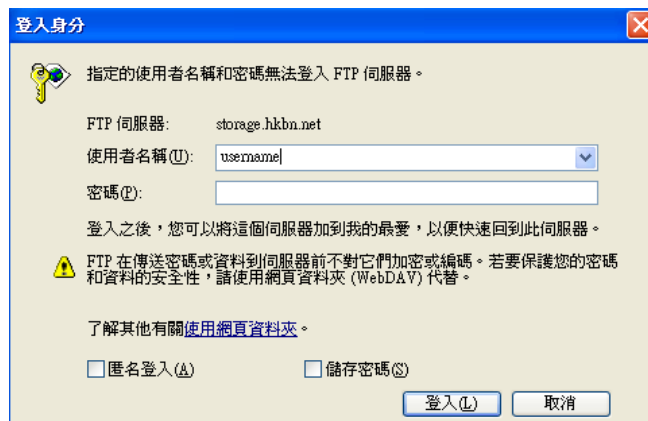 登入身分
指定的使用者名稱和密碼無法登入 FTP 伺服器。
FTP 伺服器: storage.hkbn.net
使用者名稱(U): username
密碼(P):
登入之後，您可以將這個伺服器加到我的最愛，以便快速回到此伺服器。
FTP 在傳送密碼或資料到伺服器前不對它們加密或編碼。若要保護您的密碼
和資料的安全性，請使用網頁資料夾 (WebDAV) 代替。
了解其他有關使用網頁資料夾。
匿名登入(A) 儲存密碼(S)
登入(L) 取消